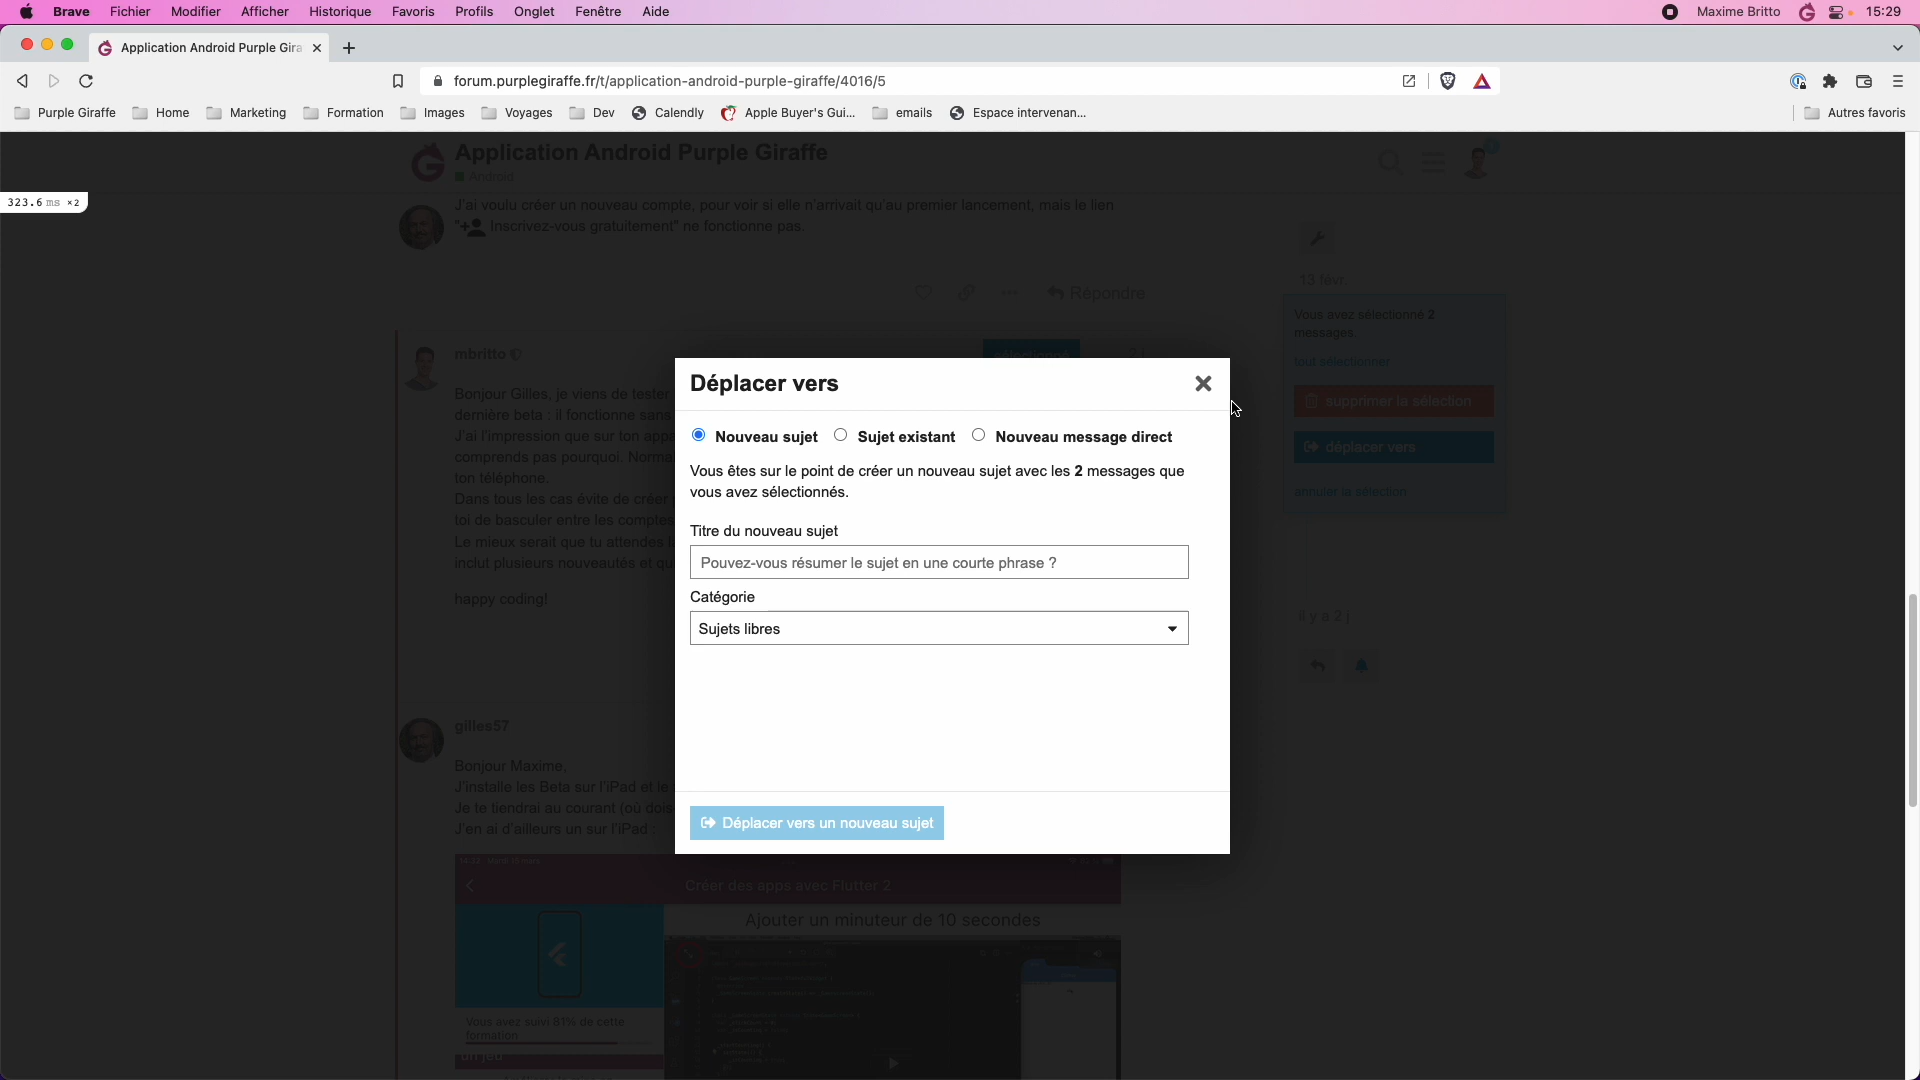 Brave Fichier Modifier Afficher Historique Favoris Profils Onglet Fenêtre Aide Maxime Britto 15:29
Application Android Purple Gira
forum.purplegiraffe.fr/t/application-android-purple-giraffe/4016/5
Purple Giraffe Home Marketing Formation Images Voyages Dev Calendly Apple Buyer's Gui... emails Espace intervenan... Autres favoris
Application Android Purple Giraffe
Android
323.6 ms ×2
J'ai voulu créer un nouveau compte, pour voir si elle n'arrivait qu'au premier lancement, mais le lien
"Inscrivez-vous gratuitement" ne fonctionne pas.
13 févr
Répondre
Vous avez sélectionné 2
messages.
tout sélectionner
supprimer la sélection
déplacer vers
annuler la sélection
il y a 2 j
mbritto
2 j
Bonjour Gilles, je viens de tester
dernière beta : il fonctionne sans
J'ai l'impression que sur ton appa
comprends pas pourquoi. Norma
ton téléphone.
Dans tous les cas évite de créer
toi de basculer entre les comptes
Le mieux serait que tu attendes l
inclut plusieurs nouveautés et qu
happy coding!
Déplacer vers
Nouveau sujet Sujet existant Nouveau message direct
Vous êtes sur le point de créer un nouveau sujet avec les 2 messages que
vous avez sélectionnés.
Titre du nouveau sujet
Pouvez-vous résumer le sujet en une courte phrase ?
Catégorie
Sujets libres
Déplacer vers un nouveau sujet
gilles57
Bonjour Maxime.
J'installe les Beta sur l'iPad et le
Je te tiendrai au courant (où dois
J'en ai d'ailleurs un sur l'iPad :
Créer des apps avec Flutter 2
Ajouter un minuteur de 10 secondes
Vous avez suivi 81% de cette
formation
un jeu